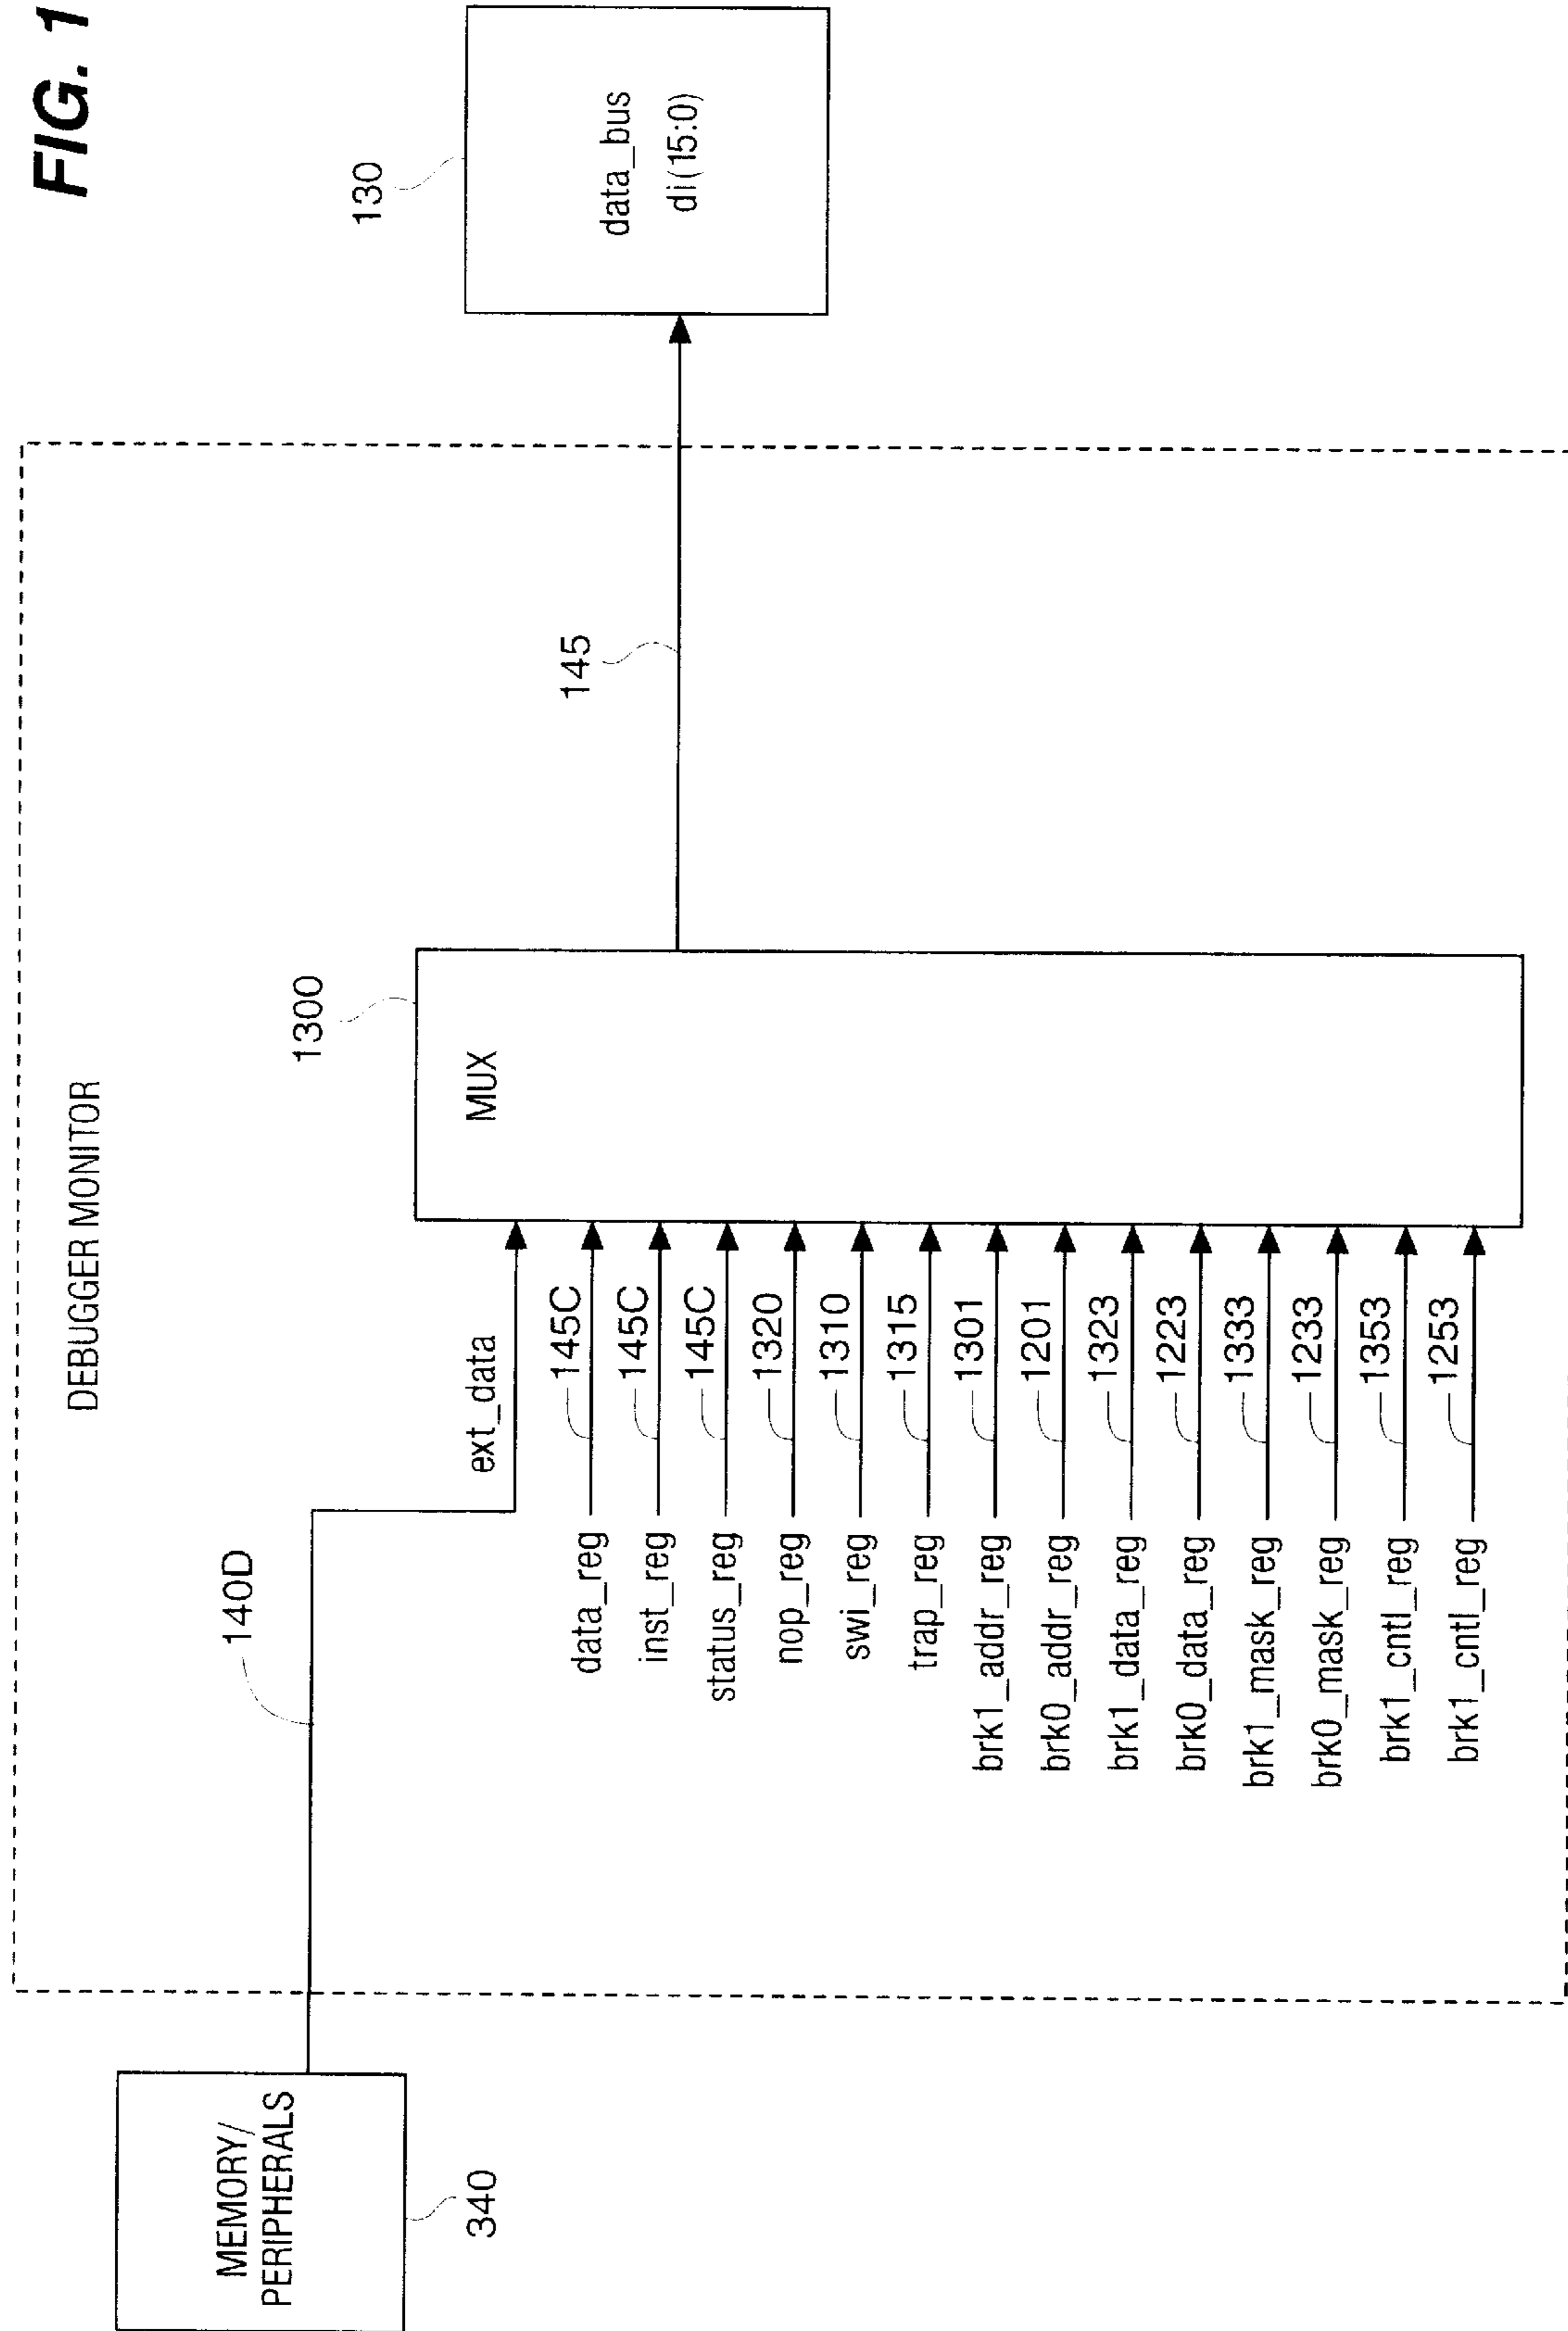 FIG. 1
DEBUGGER MONITOR
MEMORY/
PERIPHERALS
340
140D
ext_data
data_reg 145C
inst_reg 145C
status_reg 145C
nop_reg 1320
swi_reg 1310
trap_reg 1315
brk1_addr_reg 1301
brk0_addr_reg 1201
brk1_data_reg 1323
brk0_data_reg 1223
brk1_mask_reg 1333
brk0_mask_reg 1233
brk1_cntl_reg 1353
brk1_cntl_reg 1253
1300
MUX
145
130
data_bus
di(15:0)